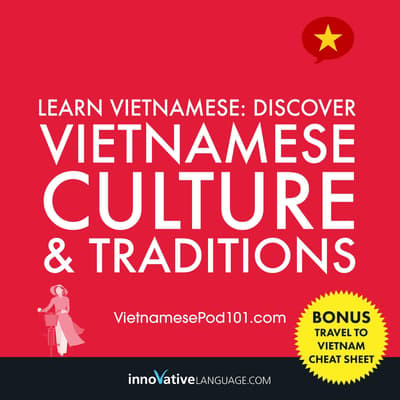 LEARN VIETNAMESE: DISCOVER
VIETNAMESE
CULTURE
& TRADITIONS
VietnamesePod101.com
BONUS
TRAVEL TO
VIETNAM
CHEAT SHEET
innoVativeLANGUAGE.COM